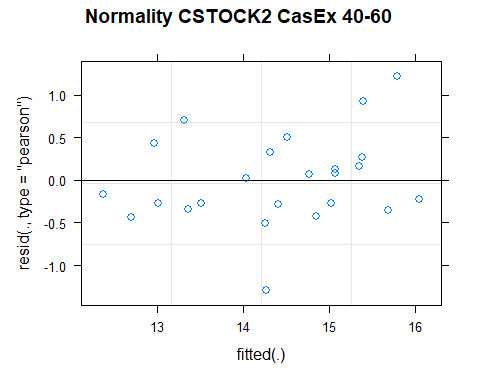 Normality CSTOCK2 CasEx 40-60
resid(., type = "pearson")
1.0
0.5
0.0
-0.5
-1.0
13 14 15 16
fitted(.)